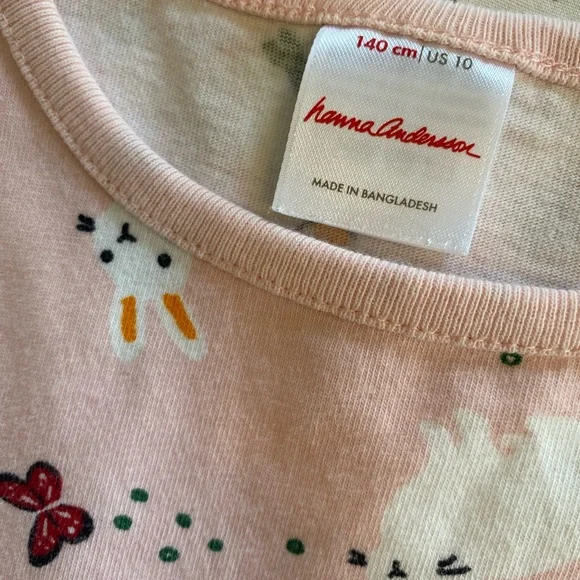 140 cm | US 10
hanna andersson
MADE IN BANGLADESH